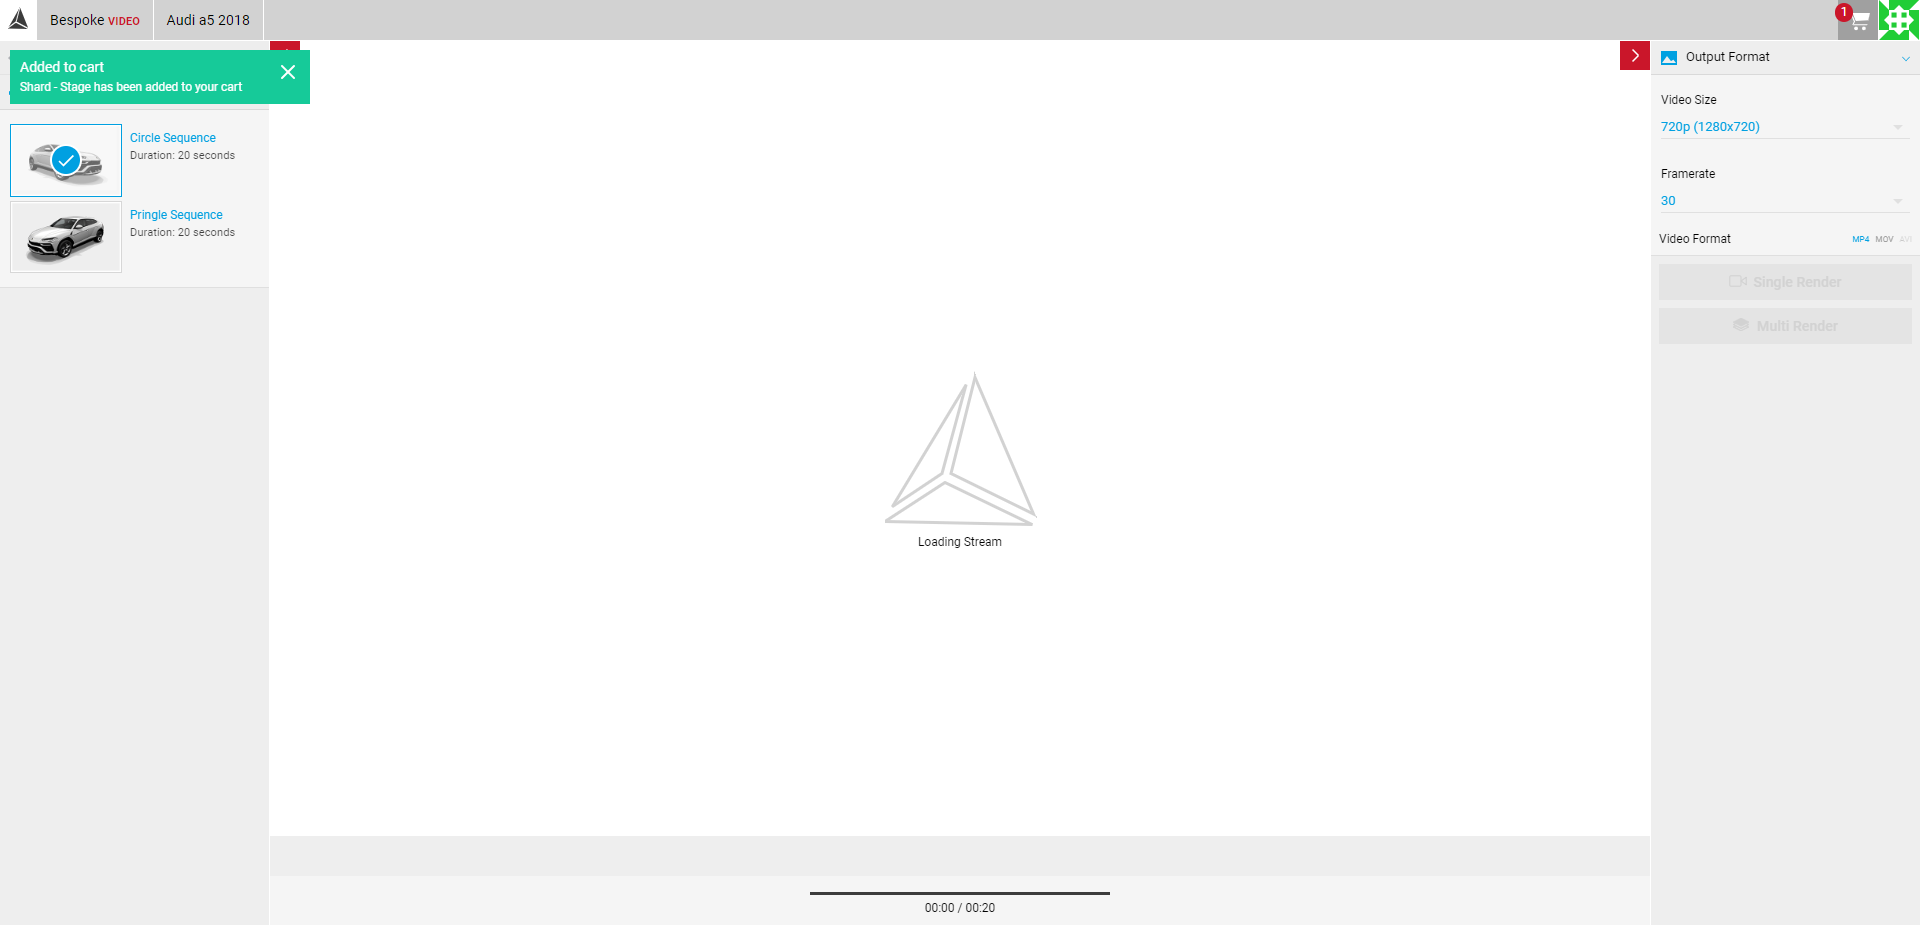 Bespoke VIDEO
Audi a5 2018
1
Added to cart
Shard - Stage has been added to your cart
Circle Sequence
Duration: 20 seconds
Pringle Sequence
Duration: 20 seconds
Loading Stream
00:00 / 00:20
Output Format
Video Size
720p (1280x720)
Framerate
30
Video Format
MP4 MOV AVI
Single Render
Multi Render